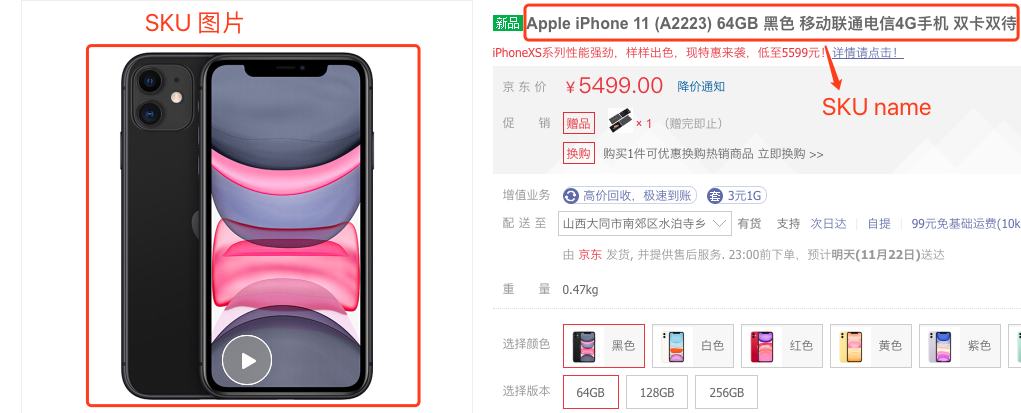 SKU 图片
新品 Apple iPhone 11 (A2223) 64GB 黑色 移动联通电信4G手机 双卡双待
iPhoneXS系列性能强劲，样样出色，现特惠来袭，低至5599元！详情请点击！
SKU name
京东价 ￥5499.00 降价通知
促销 赠品 × 1 （赠完即止）
换购 购买1件可优惠换购热销商品 立即换购 >>
增值业务 高价回收，极速到账 套 3元1G
配送至 山西大同市南郊区水泊寺乡 有货 支持 次日达 自提 99元免基础运费(10k
由 京东 发货, 并提供售后服务. 23:00前下单，预计明天(11月22日)送达
重量 0.47kg
选择颜色 黑色 白色 红色 黄色 紫色
选择版本 64GB 128GB 256GB